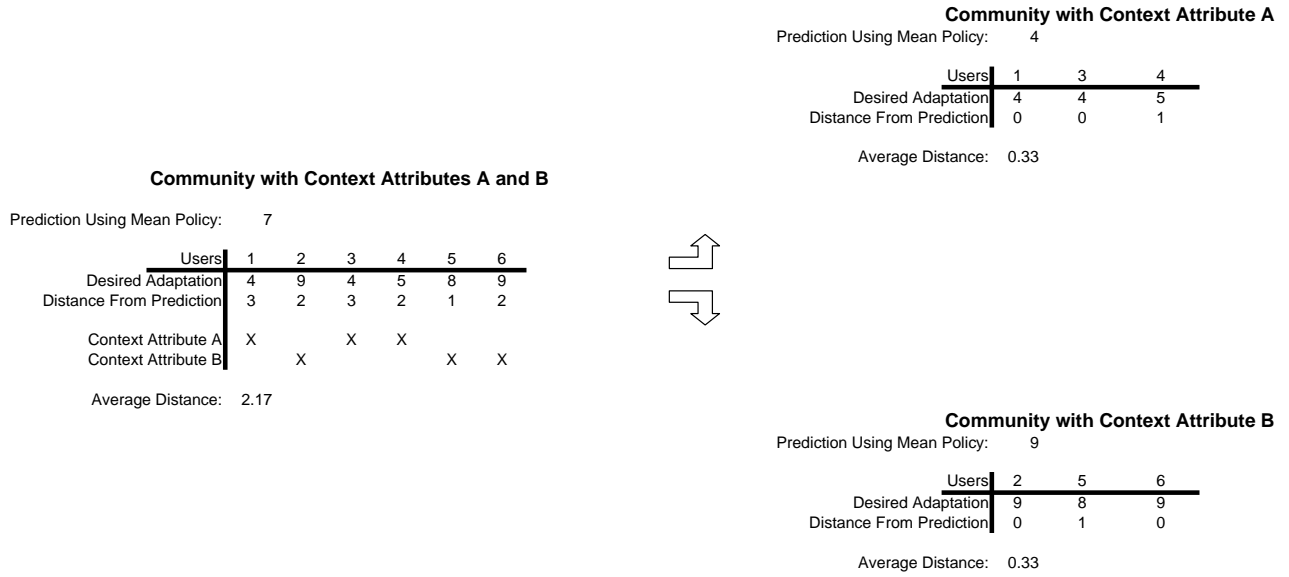 Community with Context Attribute A
Prediction Using Mean Policy: 4
Users 1 3 4
Desired Adaptation 4 4 5
Distance From Prediction 0 0 1
Average Distance: 0.33
Community with Context Attributes A and B
Prediction Using Mean Policy: 7
Users 1 2 3 4 5 6
Desired Adaptation 4 9 4 5 8 9
Distance From Prediction 3 2 3 2 1 2
Context Attribute A X X X
Context Attribute B X X X
Average Distance: 2.17
Community with Context Attribute B
Prediction Using Mean Policy: 9
Users 2 5 6
Desired Adaptation 9 8 9
Distance From Prediction 0 1 0
Average Distance: 0.33